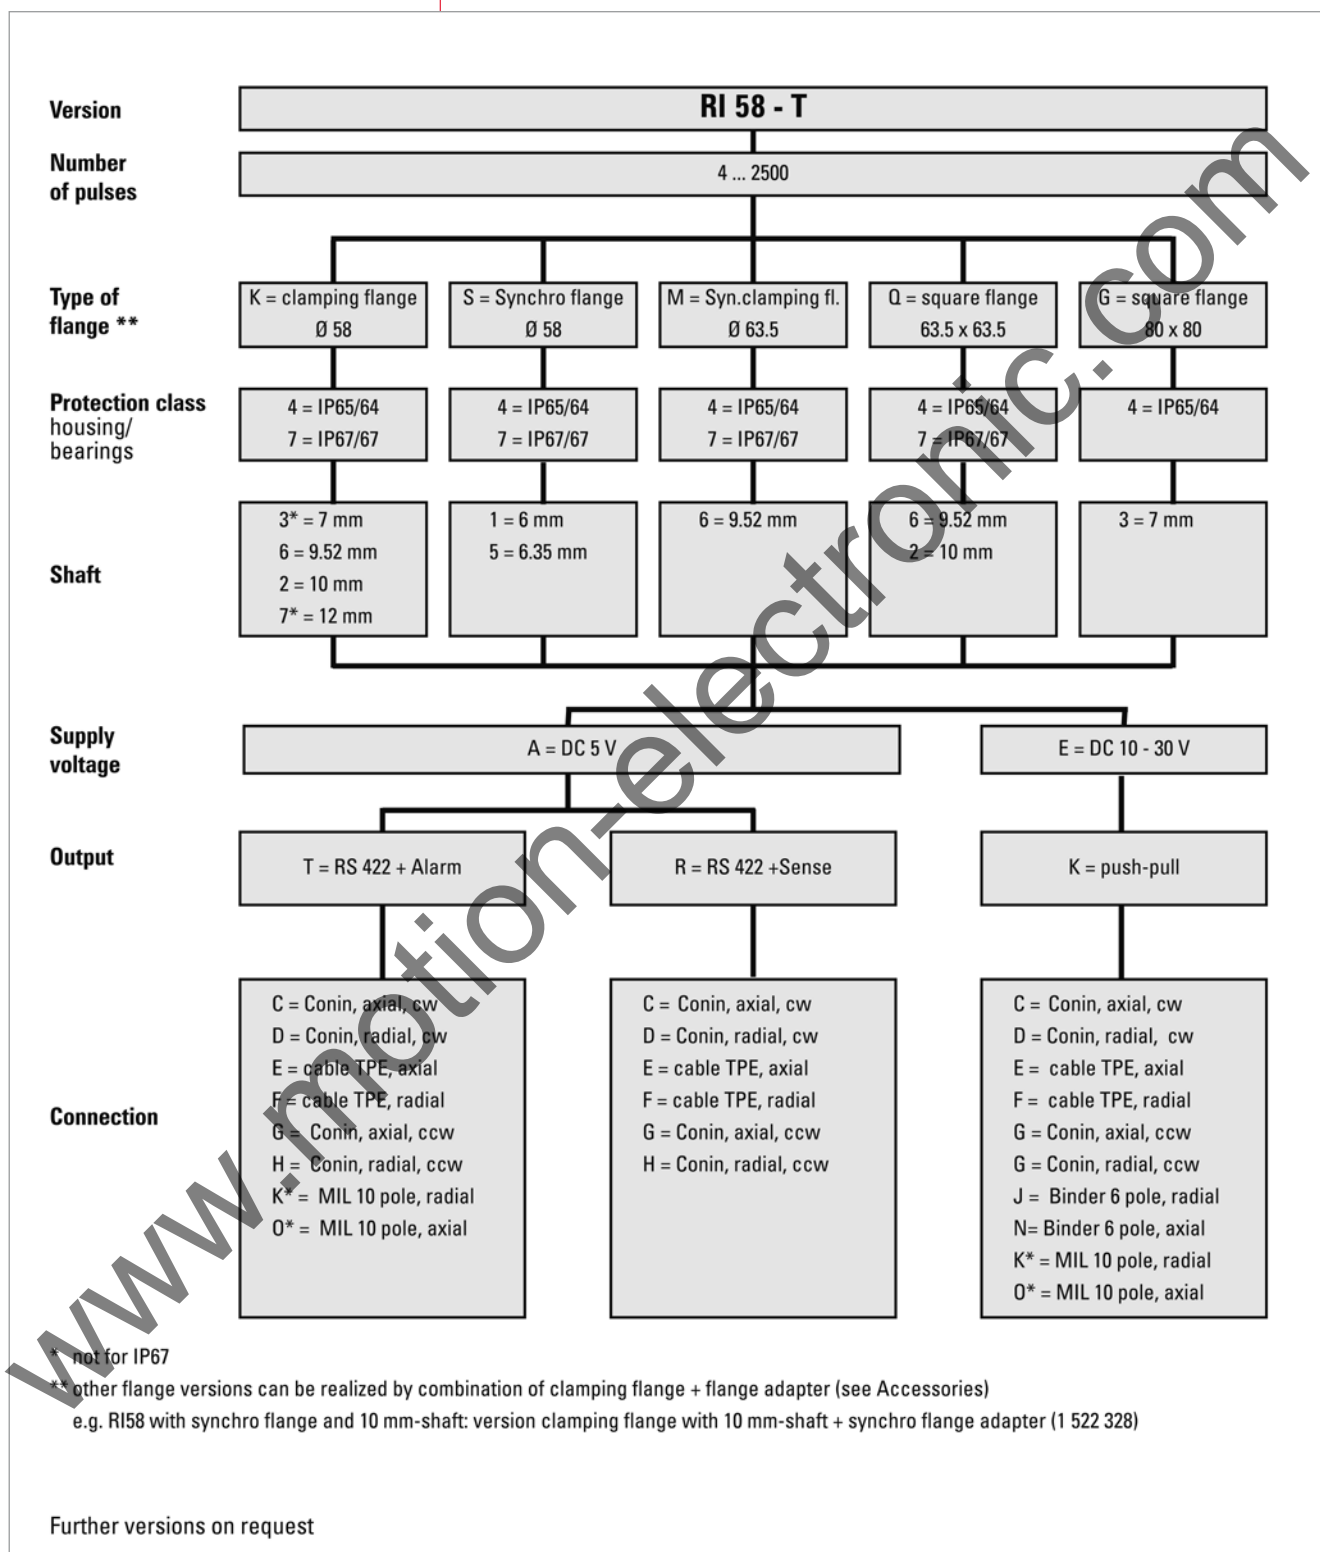 Version
RI 58 - T
Number
of pulses
4 ... 2500
Type of
flange **
K = clamping flange
Ø 58
S = Synchro flange
Ø 58
M = Syn.clamping fl.
Ø 63.5
Q = square flange
63.5 x 63.5
G = square flange
80 x 80
Protection class
housing/
bearings
4 = IP65/64
7 = IP67/67
4 = IP65/64
7 = IP67/67
4 = IP65/64
7 = IP67/67
4 = IP65/64
7 = IP67/67
4 = IP65/64
Shaft
3* = 7 mm
6 = 9.52 mm
2 = 10 mm
7* = 12 mm
1 = 6 mm
5 = 6.35 mm
6 = 9.52 mm
6 = 9.52 mm
2 = 10 mm
3 = 7 mm
Supply
voltage
A = DC 5 V
E = DC 10 - 30 V
Output
T = RS 422 + Alarm
R = RS 422 +Sense
K = push-pull
Connection
C = Conin, axial, cw
D = Conin, radial, cw
E = cable TPE, axial
F = cable TPE, radial
G = Conin, axial, ccw
H = Conin, radial, ccw
K* = MIL 10 pole, radial
O* = MIL 10 pole, axial
C = Conin, axial, cw
D = Conin, radial, cw
E = cable TPE, axial
F = cable TPE, radial
G = Conin, axial, ccw
H = Conin, radial, ccw
C = Conin, axial, cw
D = Conin, radial, cw
E = cable TPE, axial
F = cable TPE, radial
G = Conin, axial, ccw
G = Conin, radial, ccw
J = Binder 6 pole, radial
N= Binder 6 pole, axial
K* = MIL 10 pole, radial
O* = MIL 10 pole, axial
* not for IP67
** other flange versions can be realized by combination of clamping flange + flange adapter (see Accessories)
e.g. RI58 with synchro flange and 10 mm-shaft: version clamping flange with 10 mm-shaft + synchro flange adapter (1 522 328)
Further versions on request
www.motion-electronic.com